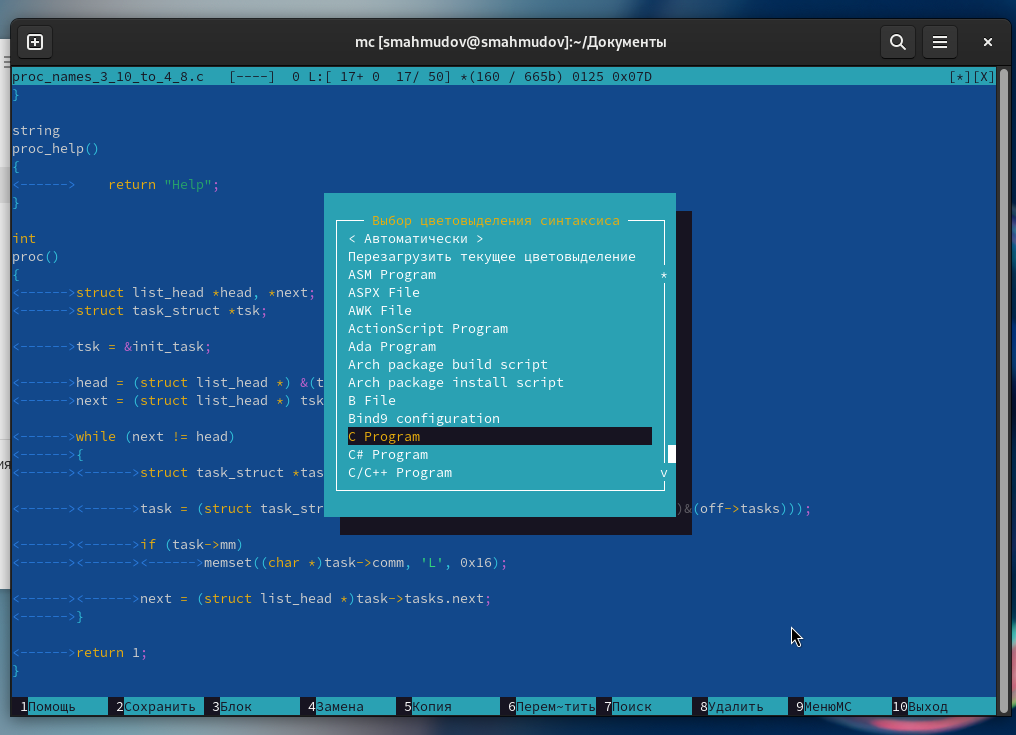 mc [smahmudov@smahmudov]:~/Документы
proc_names_3_10_to_4_8.c [----] 0 L:[ 17+ 0 17/ 50] *(160 / 665b) 0125 0x07D [*][X]
}
string
proc_help()
{
<------> return "Help";
}
int
proc()
{
<------>struct list_head *head, *next;
<------>struct task_struct *tsk;
<------>tsk = &init_task;
<------>head = (struct list_head *) &(t
<------>next = (struct list_head *) tsk
<------>while (next != head)
<------>{
<------><------>struct task_struct *tas
<------><------>task = (struct task_str )&(off->tasks)));
<------><------>if (task->mm)
<------><------><------>memset((char *)task->comm, 'L', 0x16);
<------><------>next = (struct list_head *)task->tasks.next;
<------>}
<------>return 1;
}
Выбор цветовыделения синтаксиса
< Автоматически >
Перезагрузить текущее цветовыделение
ASM Program
ASPX File
AWK File
ActionScript Program
Ada Program
Arch package build script
Arch package install script
B File
Bind9 configuration
C Program
C# Program
C/C++ Program
1Помощь 2Сохранить 3Блок 4Замена 5Копия 6Перем~тить 7Поиск 8Удалить 9МенюMC 10Выход